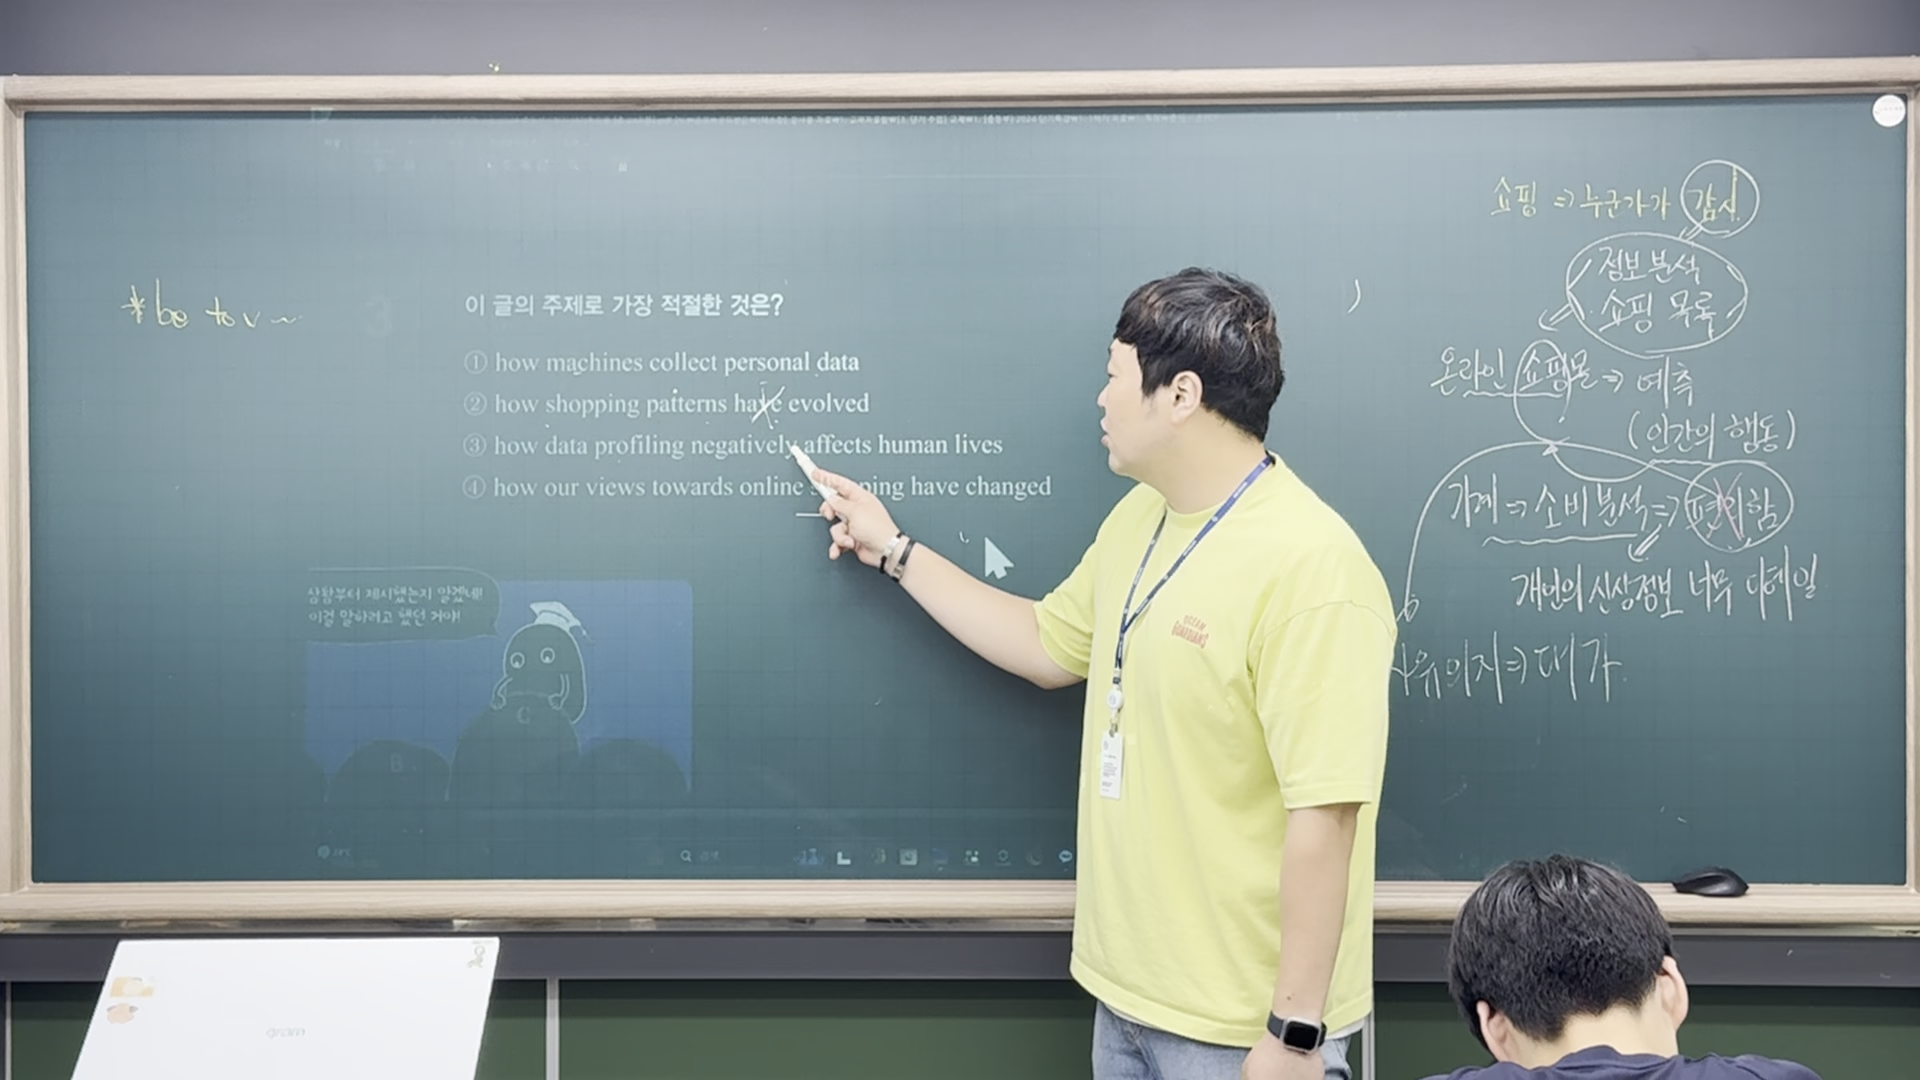 *be to v ~
이 글의 주제로 가장 적절한 것은?
① how machines collect personal data
② how shopping patterns have evolved
③ how data profiling negatively affects human lives
④ how our views towards online pping have changed
상황부터 제시했는지 알겠네!
이걸 말하려고 했던 거야!
C
B
쇼핑 ⇒ 누군가가 감시
정보 분석
쇼핑 목록
온라인 쇼핑몰 ⇒ 예측
(인간의 행동)
가게 ⇒ 소비분석 ⇒ 편의함
개인의 신상정보 너무 디테일
자유의지 ⇒ 대가
OCEAN
GUARDIANS
gram